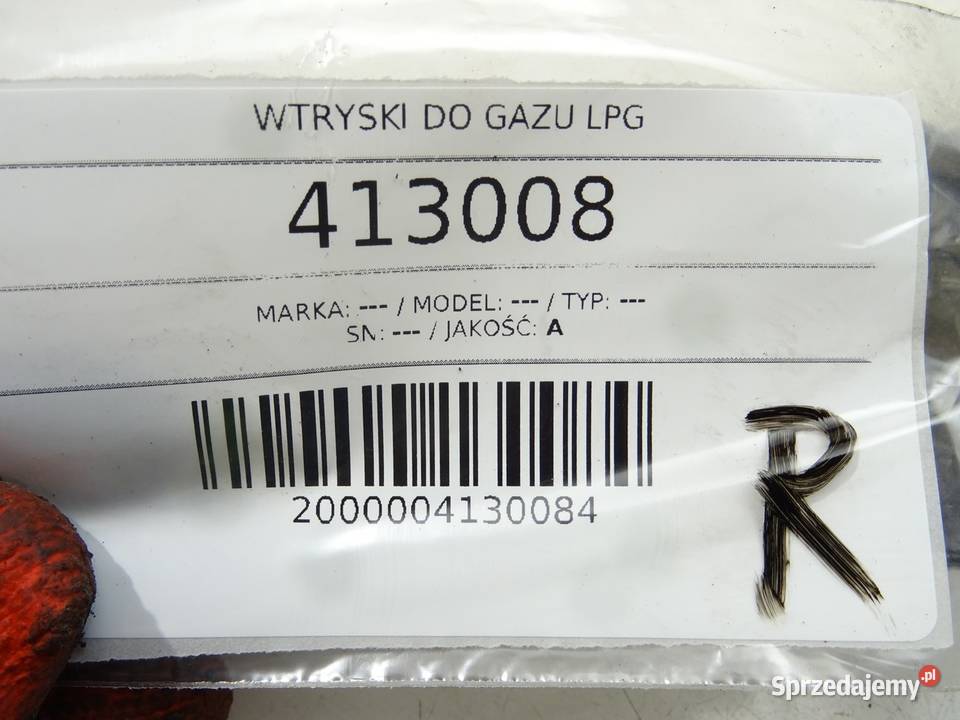 WTRYSKI DO GAZU LPG
413008
MARKA: --- / MODEL: --- / TYP: ---
SN: --- / JAKOŚĆ: A
2000004130084
R
Sprzedajemy.pl